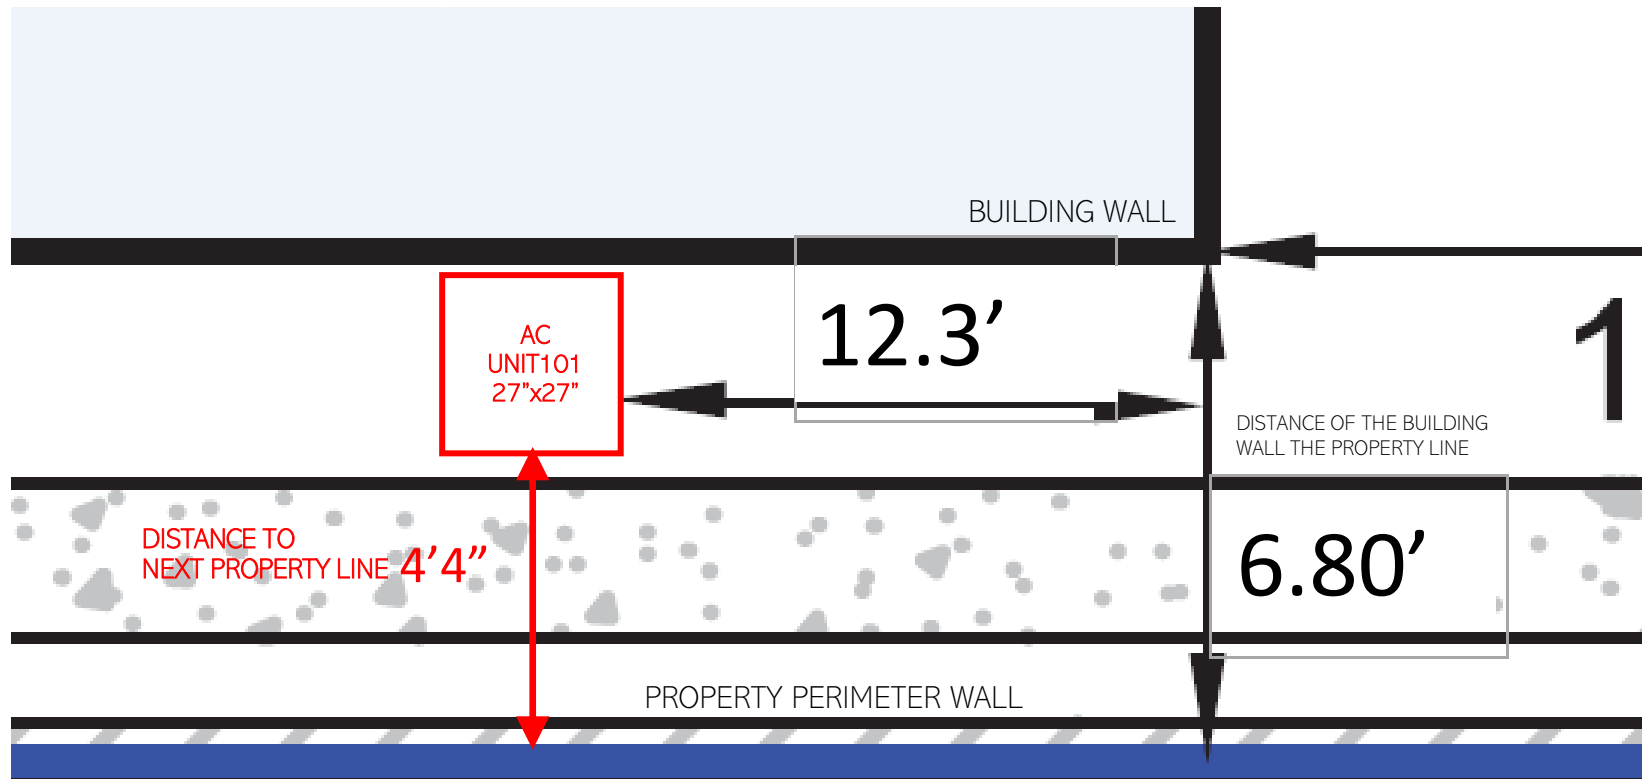 BUILDING WALL
12.3’
1
AC
UNIT101
27”x27”
DISTANCE OF THE BUILDING
WALL THE PROPERTY LINE
6.80’
DISTANCE TO
NEXT PROPERTY LINE 4’4”
PROPERTY PERIMETER WALL